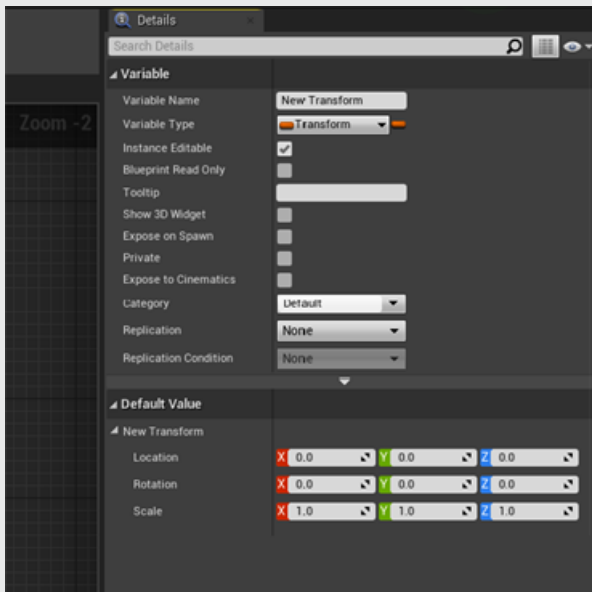 Details
Search Details
Variable
Zoom -2
Variable Name New Transform
Variable Type Transform
Instance Editable
Blueprint Read Only
Tooltip
Show 3D Widget
Expose on Spawn
Private
Expose to Cinematics
Category Default
Replication None
Replication Condition None
Default Value
New Transform
Location X 0.0 Y 0.0 Z 0.0
Rotation X 0.0 Y 0.0 Z 0.0
Scale X 1.0 Y 1.0 Z 1.0